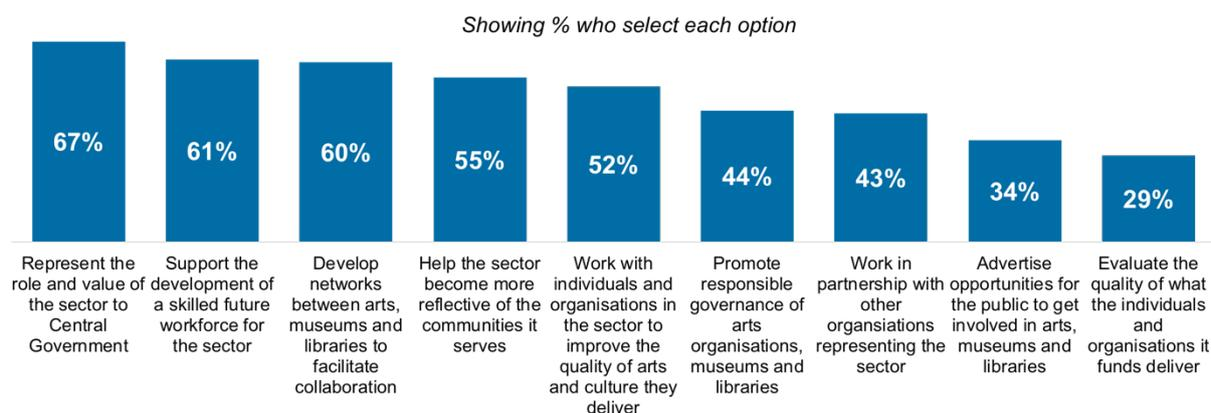 Showing % who select each option
67%
61%
60%
55%
52%
44%
43%
34%
29%
Represent the
role and value of
the sector to
Central
Government
Support the
development of
a skilled future
workforce for
the sector
Develop
networks
between arts,
museums and
libraries to
facilitate
collaboration
Help the sector
become more
reflective of the
communities it
serves
Work with
individuals and
organisations in
the sector to
improve the
quality of arts
and culture they
deliver
Promote
responsible
governance of
arts
organisations,
museums and
libraries
Work in
partnership with
other
organsiations
representing the
sector
Advertise
opportunities for
the public to get
involved in arts,
museums and
libraries
Evaluate the
quality of what
the individuals
and
organisations it
funds deliver